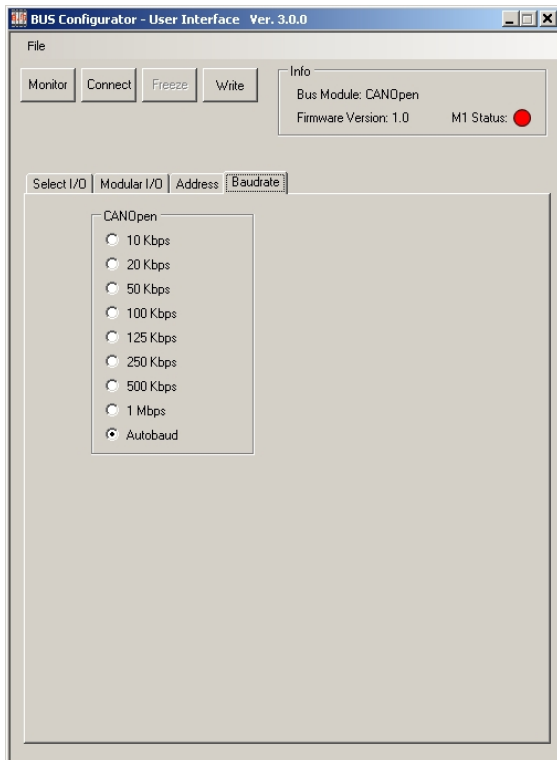 BUS Configurator - User Interface Ver. 3.0.0
File
Monitor Connect Freeze Write
Info
Bus Module: CANOpen
Firmware Version: 1.0 M1 Status:
Select I/O Modular I/O Address Baudrate
CANOpen
10 Kbps
20 Kbps
50 Kbps
100 Kbps
125 Kbps
250 Kbps
500 Kbps
1 Mbps
Autobaud